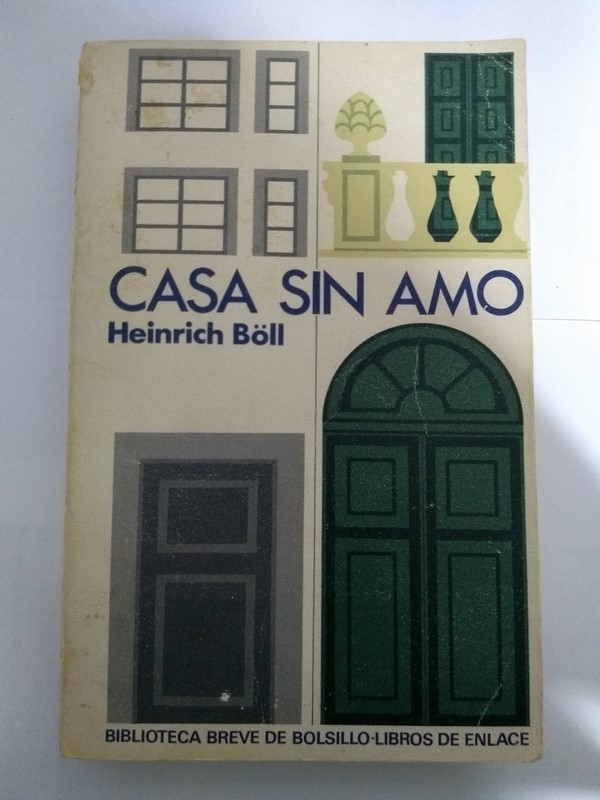 CASA SIN AMO
Heinrich Böll
BIBLIOTECA BREVE DE BOLSILLO-LIBROS DE ENLACE